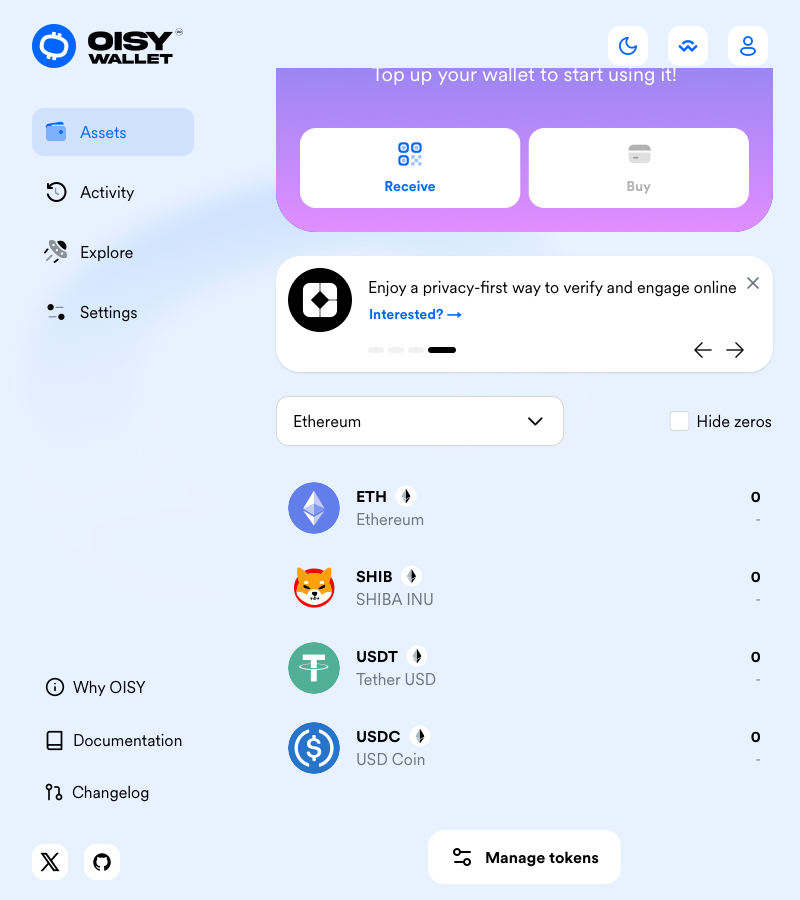 OISY
WALLET
Top up your wallet to start using it!
Assets
Activity
Explore
Settings
Receive
Buy
Enjoy a privacy-first way to verify and engage online
Interested? →
Ethereum
Hide zeros
ETH 0
Ethereum -
SHIB 0
SHIBA INU -
USDT 0
Tether USD -
USDC 0
USD Coin -
Why OISY
Documentation
Changelog
Manage tokens